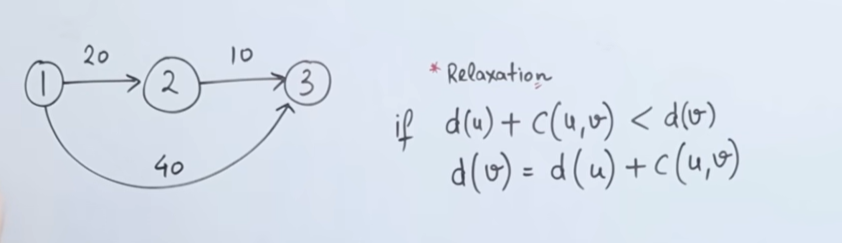 20
10
1
2
3
40
* Relaxation
if d(u) + c(u,v) < d(v)
d(v) = d(u) + c(u,v)